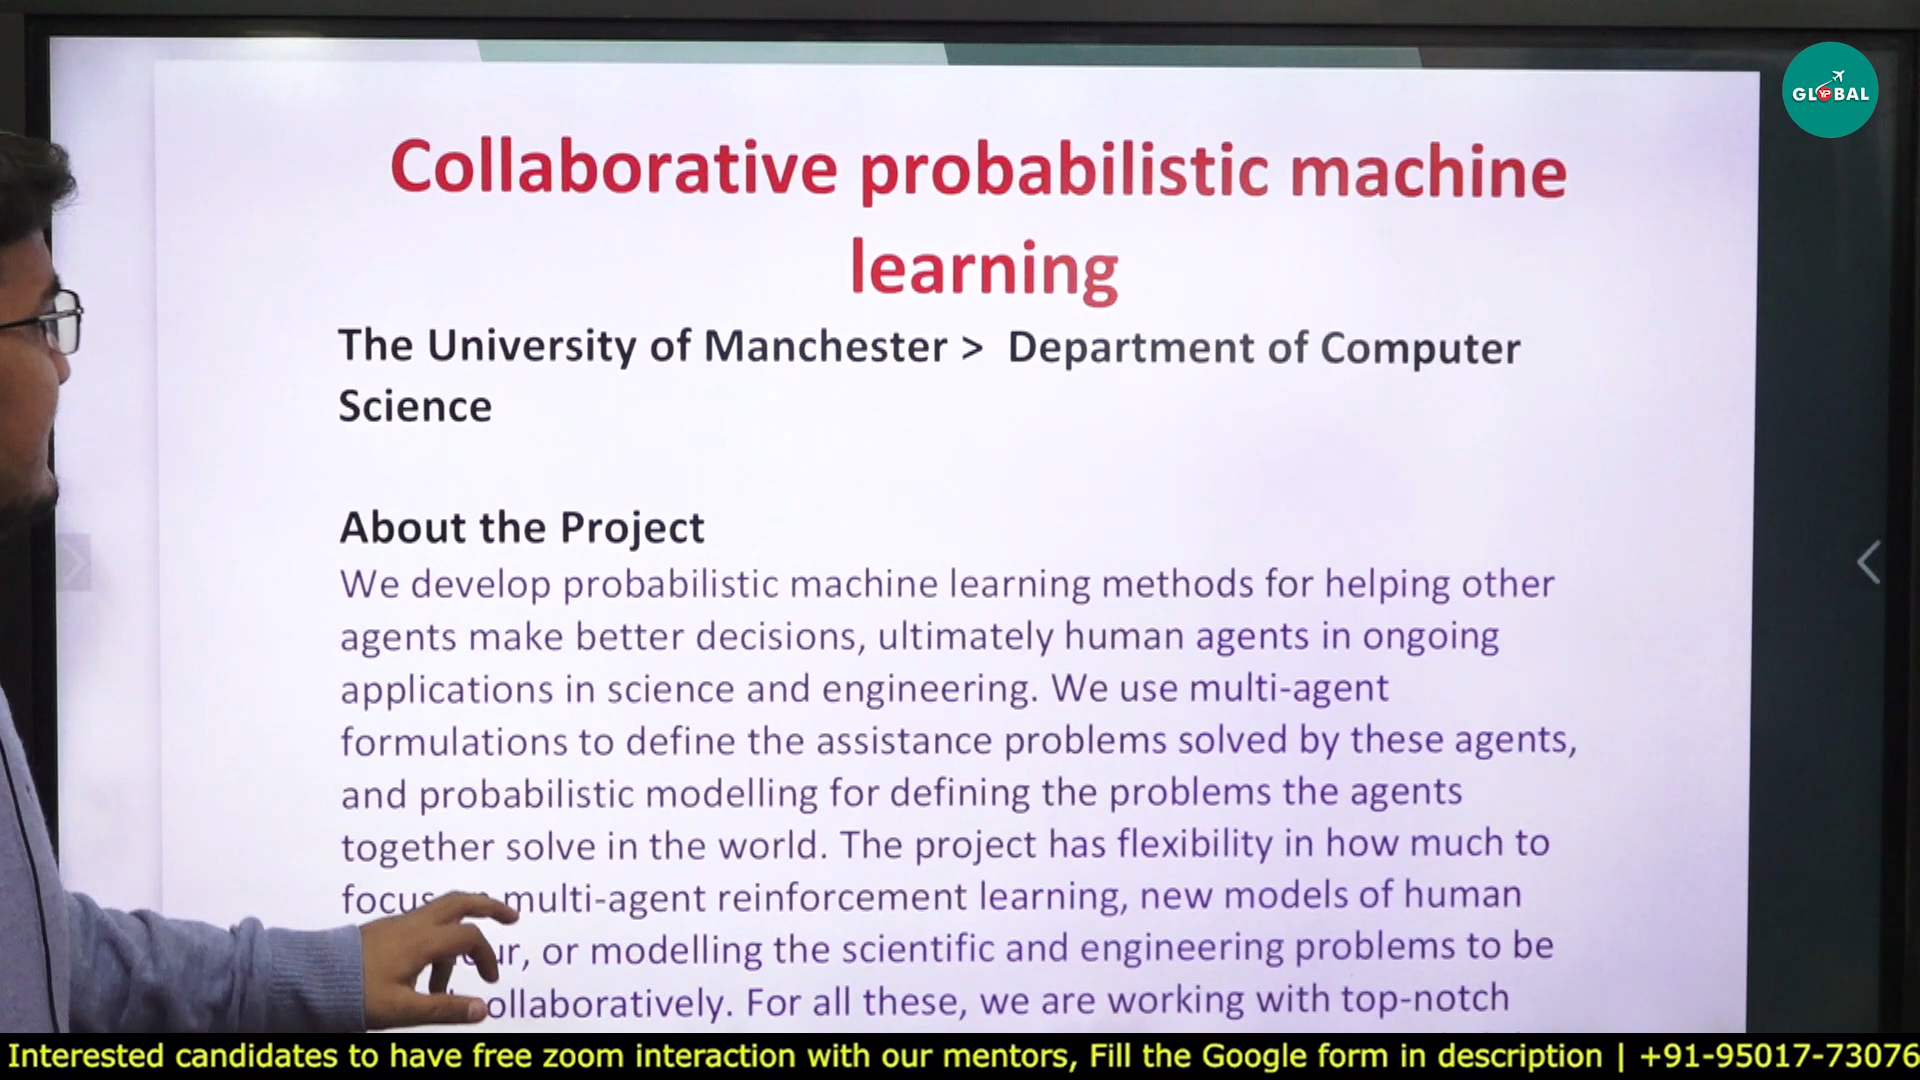 GLOBAL
YP
Collaborative probabilistic machine
learning
The University of Manchester > Department of Computer
Science
About the Project
We develop probabilistic machine learning methods for helping other
agents make better decisions, ultimately human agents in ongoing
applications in science and engineering. We use multi-agent
formulations to define the assistance problems solved by these agents,
and probabilistic modelling for defining the problems the agents
together solve in the world. The project has flexibility in how much to
focus multi-agent reinforcement learning, new models of human
or modelling the scientific and engineering problems to be
ollaboratively. For all these, we are working with top-notch
Interested candidates to have free zoom interaction with our mentors, Fill the Google form in description | +91-95017-73076